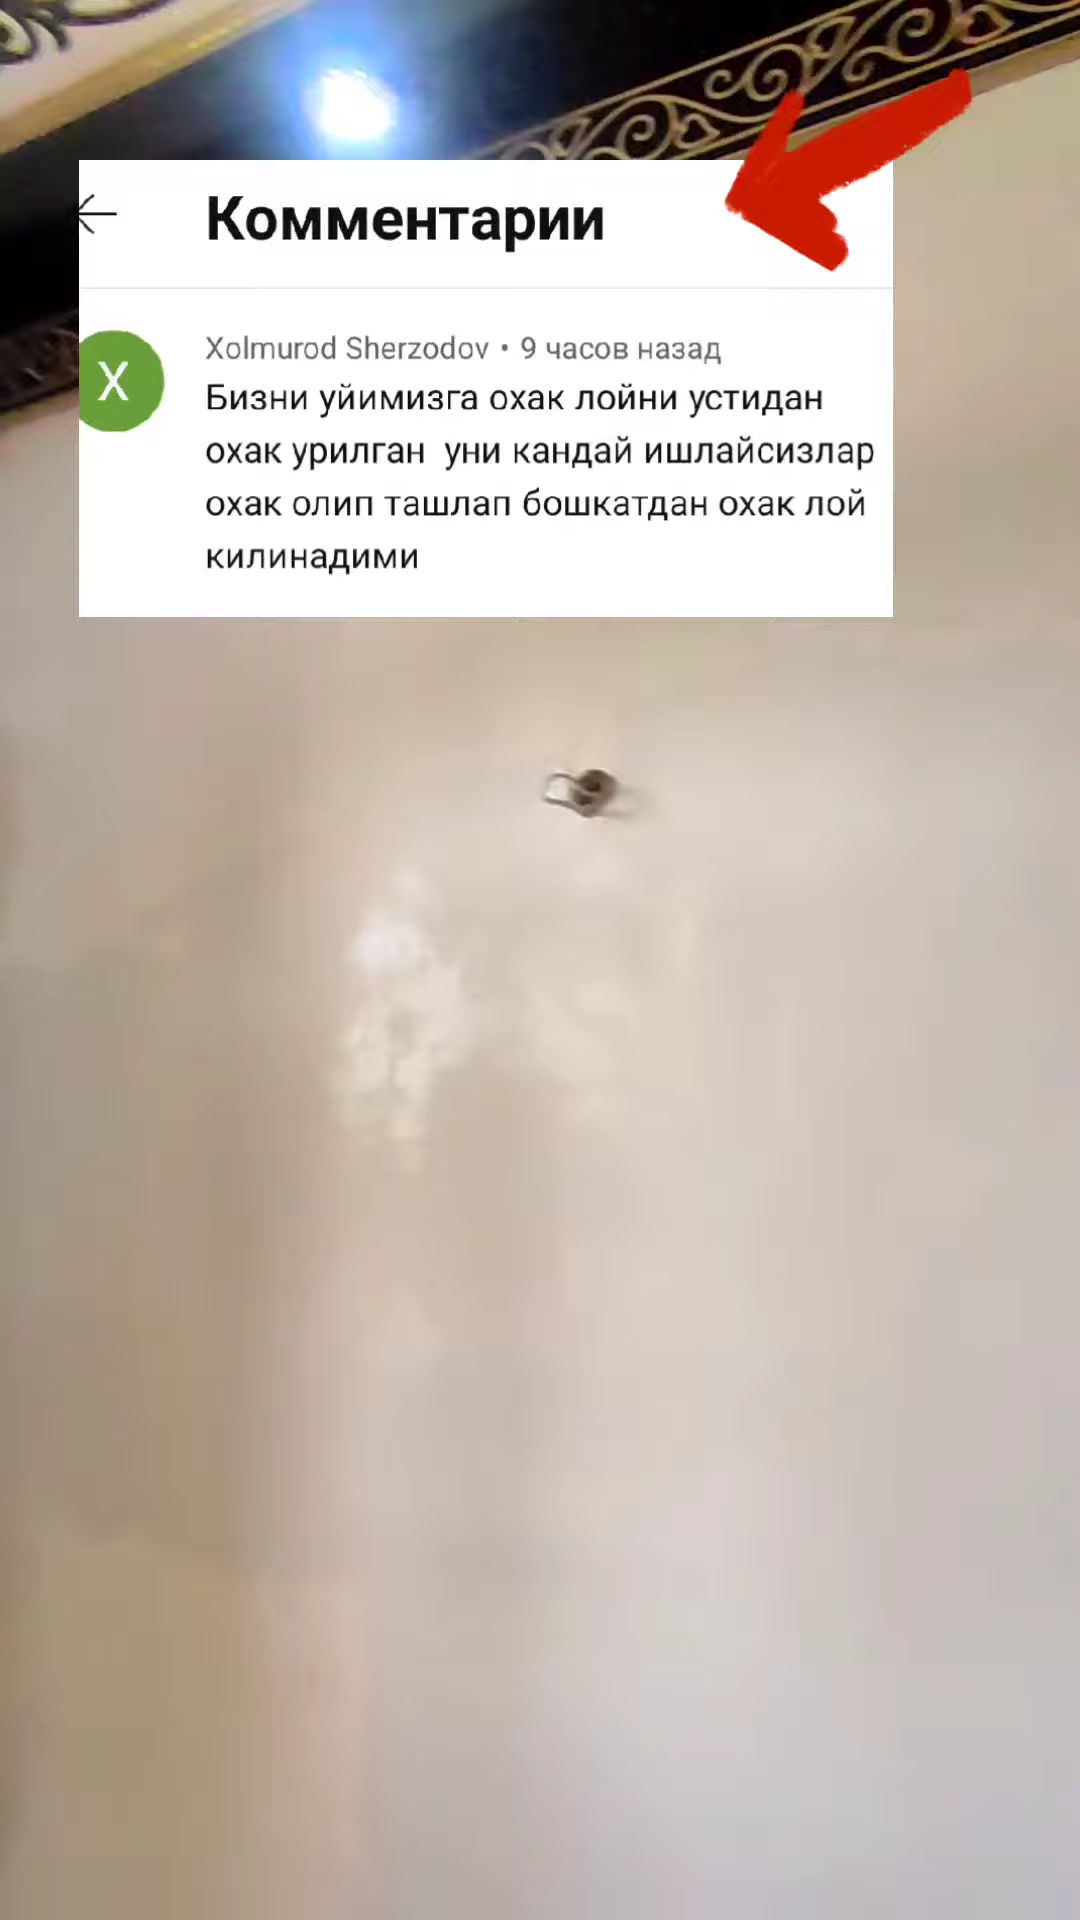 Комментарии
X
Xolmurod Sherzodov • 9 часов назад
Бизни уйимизга охак лойни устидан
охак урилган уни кандай ишлайсизлар
охак олип ташлап бошкатдан охак лой
килинадими